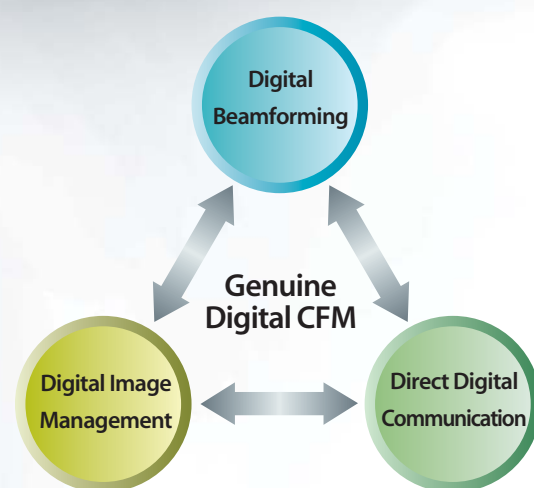 Digital
Beamforming
Genuine
Digital CFM
Digital Image
Management
Direct Digital
Communication